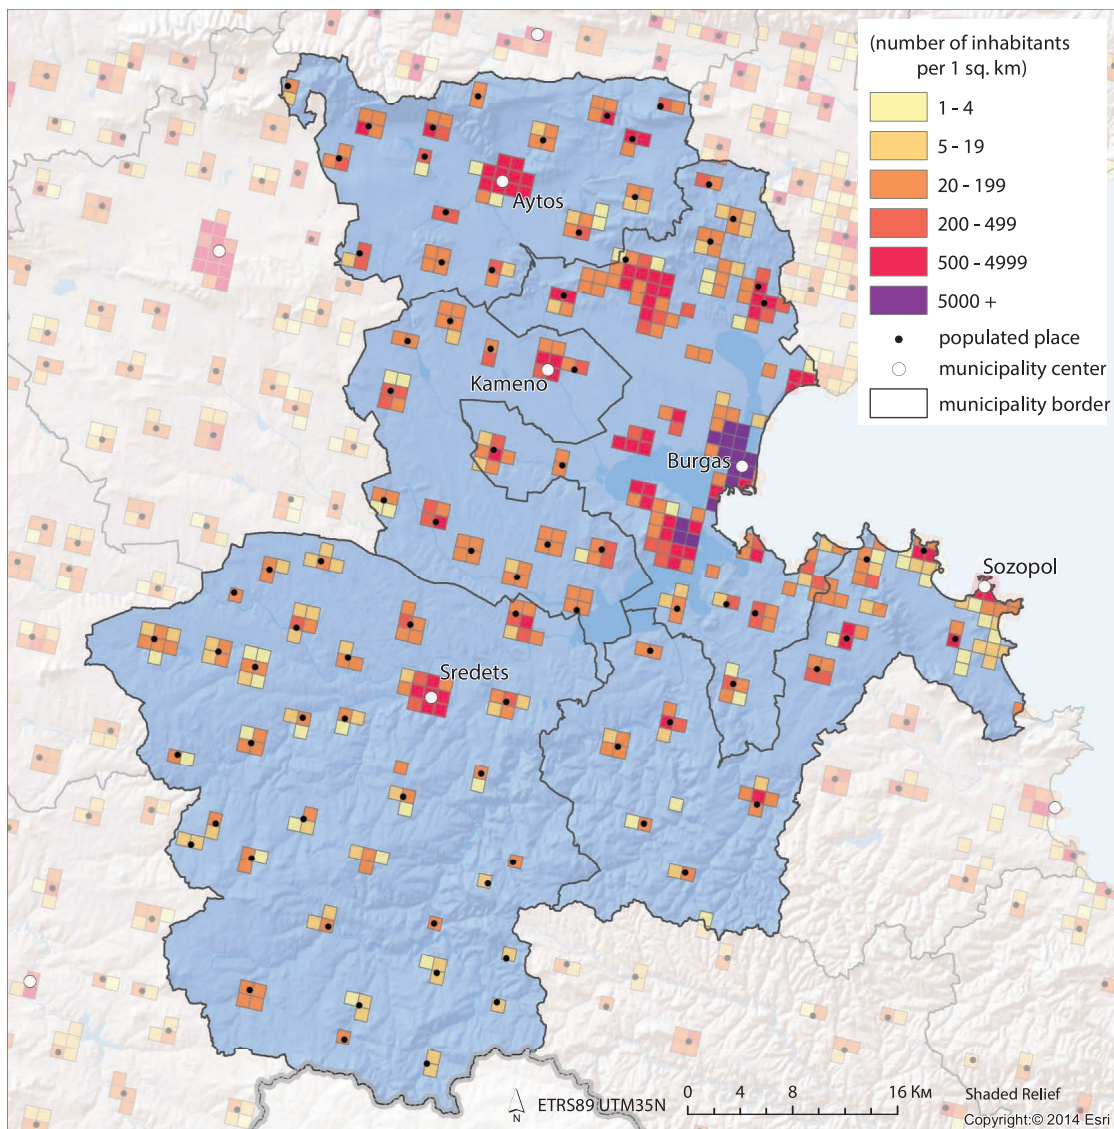 (number of inhabitants
per 1 sq. km)
1 - 4
5 - 19
20 - 199
200 - 499
500 - 4999
5000 +
populated place
municipality center
municipality border
Aytos
Kameno
Burgas
Sozopol
Sredets
N
ETRS89 UTM35N
0 4 8 16 Км
Shaded Relief
Copyright:© 2014 Esri